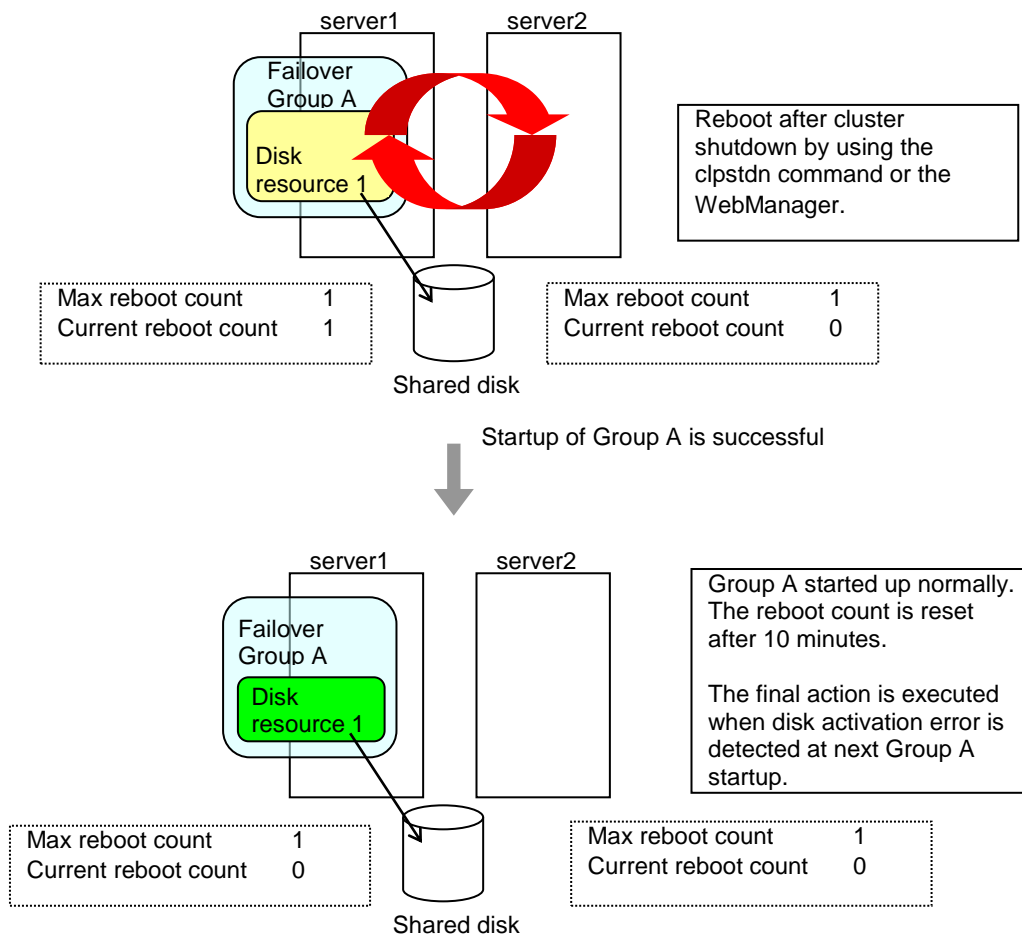 server1
server2
Failover
Group A
Disk
resource 1
Reboot after cluster
shutdown by using the
clpstdn command or the
WebManager.
Max reboot count 1
Current reboot count 1
Max reboot count 1
Current reboot count 0
Shared disk
Startup of Group A is successful
server1
server2
Failover
Group A
Disk
resource 1
Group A started up normally.
The reboot count is reset
after 10 minutes.
The final action is executed
when disk activation error is
detected at next Group A
startup.
Max reboot count 1
Current reboot count 0
Max reboot count 1
Current reboot count 0
Shared disk